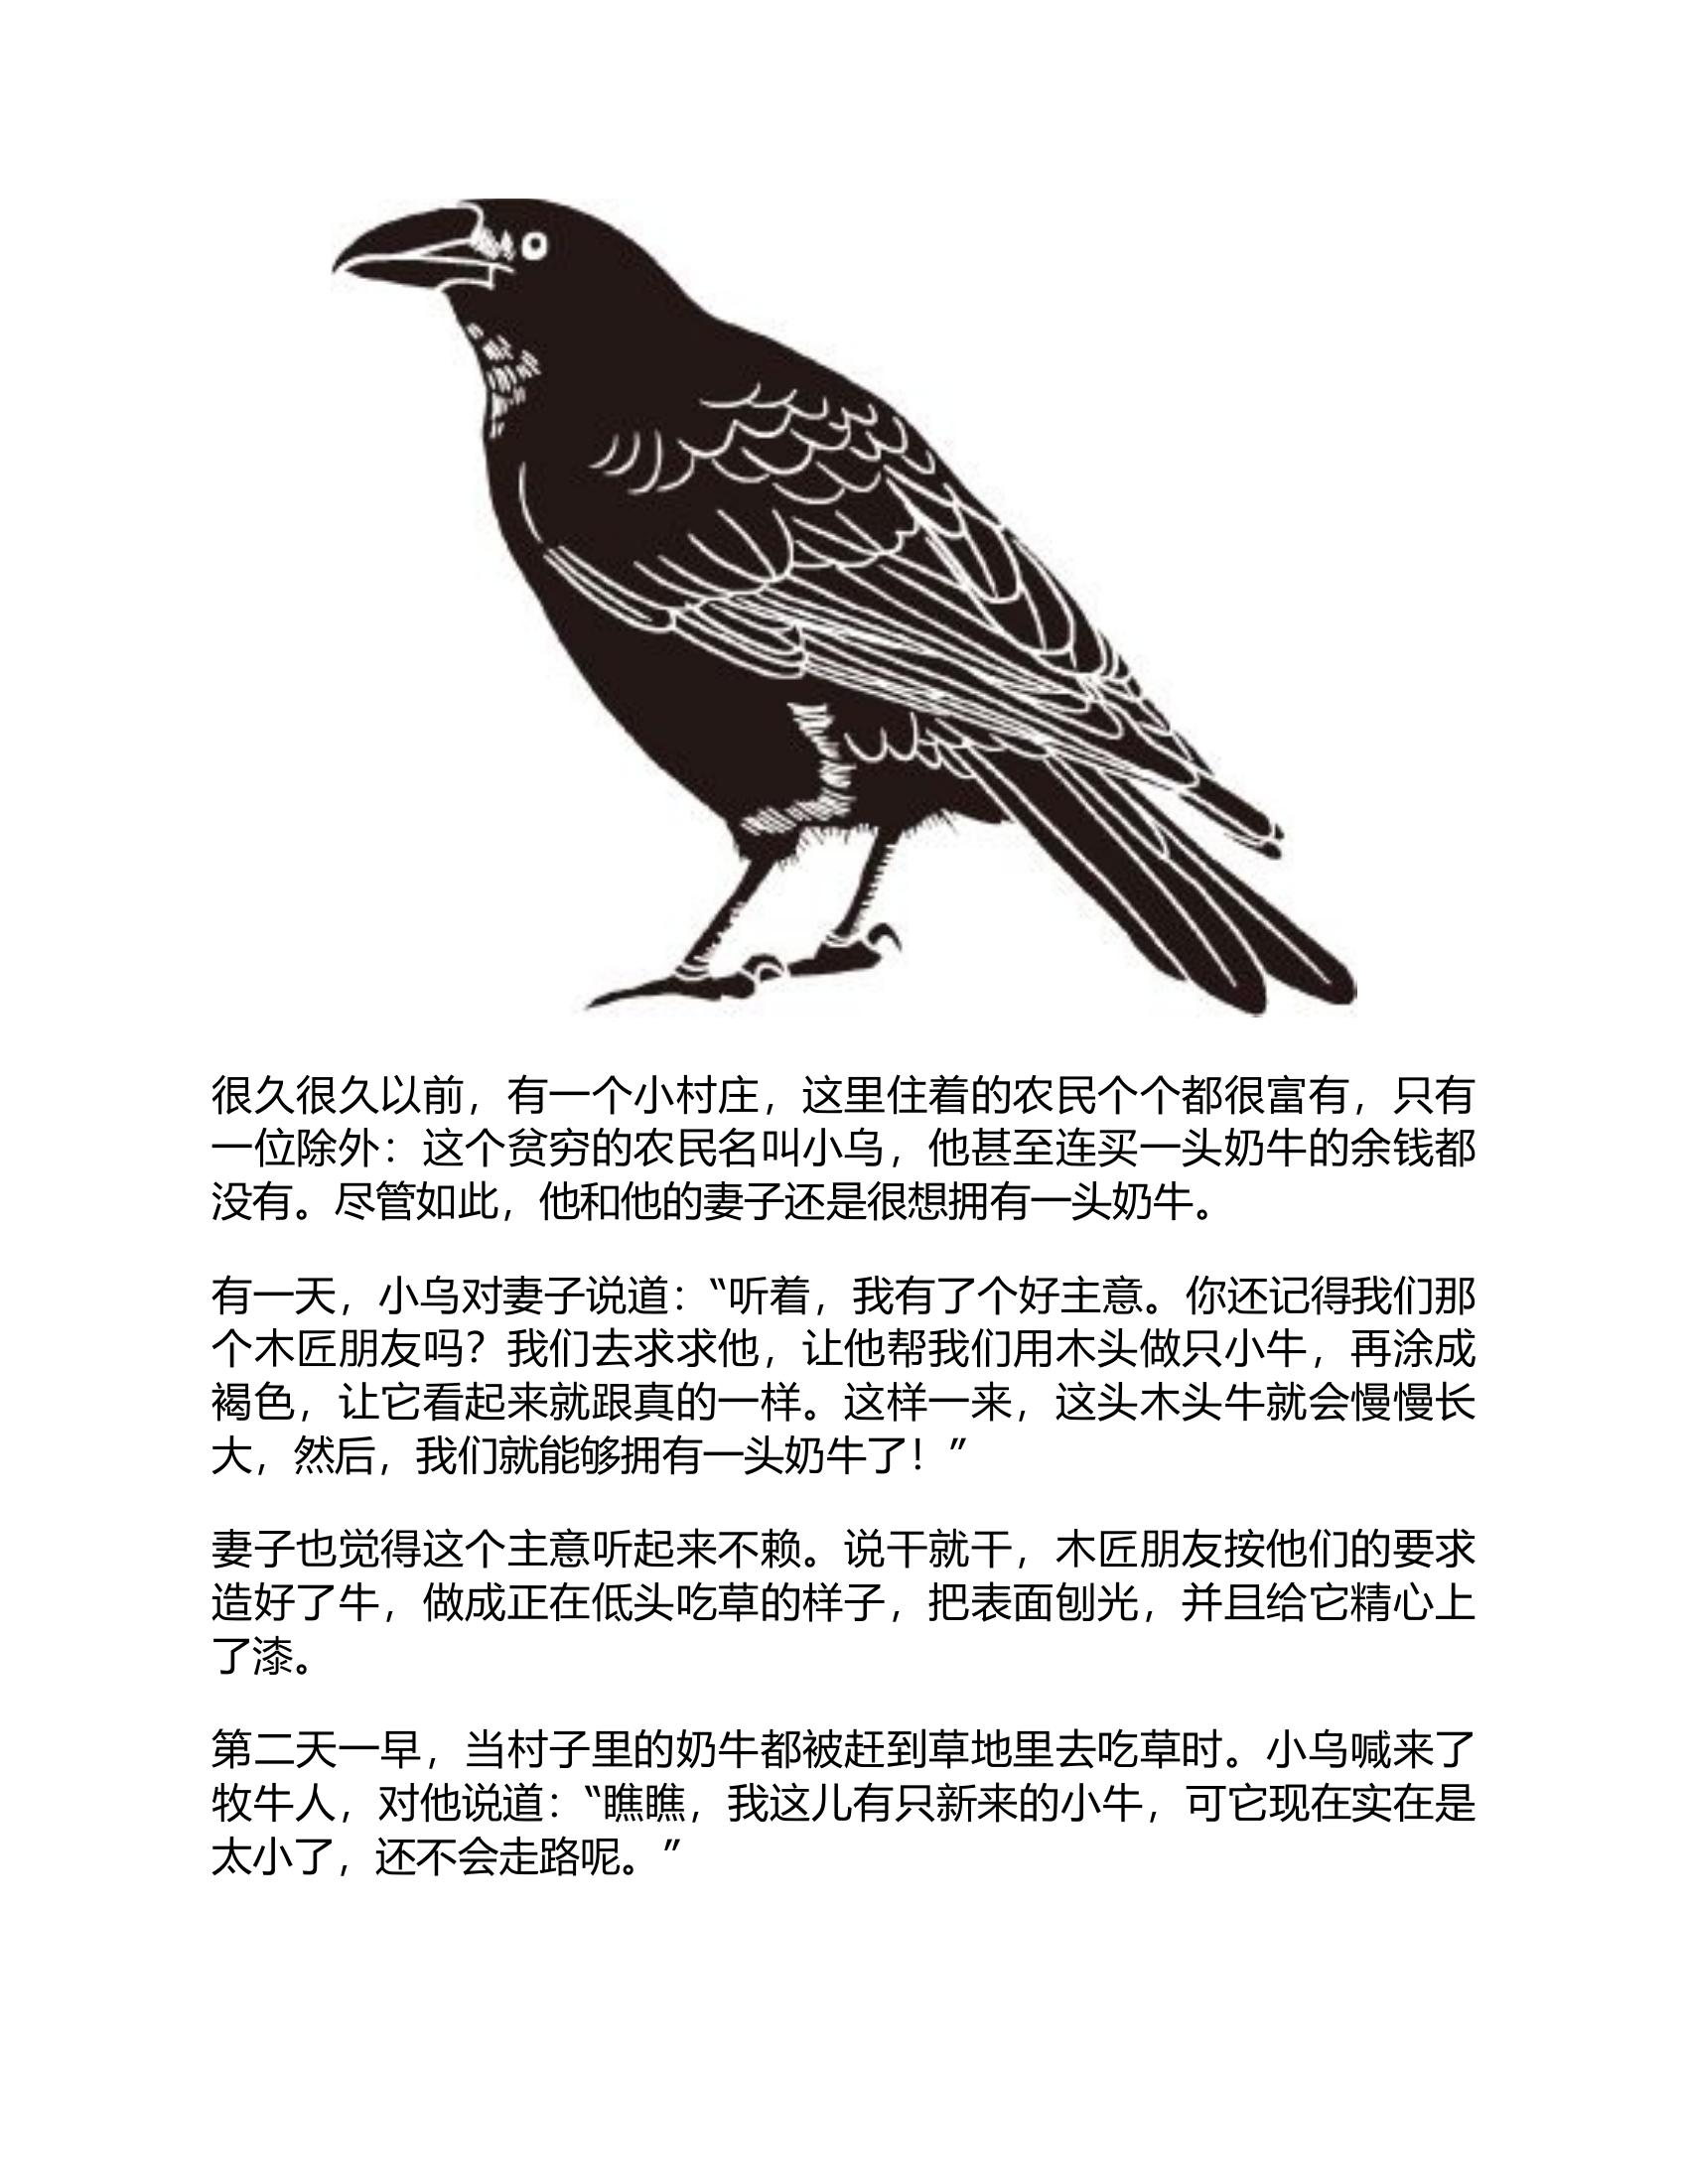 很久很久以前，有一个小村庄，这里住着的农民个个都很富有，只有
一位除外：这个贫穷的农民名叫小乌，他甚至连买一头奶牛的余钱都
没有。尽管如此，他和他的妻子还是很想拥有一头奶牛。
有一天，小乌对妻子说道：“听着，我有了个好主意。你还记得我们那
个木匠朋友吗？我们去求求他，让他帮我们用木头做只小牛，再涂成
褐色，让它看起来就跟真的一样。这样一来，这头木头牛就会慢慢长
大，然后，我们就能够拥有一头奶牛了！”
妻子也觉得这个主意听起来不赖。说干就干，木匠朋友按他们的要求
造好了牛，做成正在低头吃草的样子，把表面刨光，并且给它精心上
了漆。
第二天一早，当村子里的奶牛都被赶到草地里去吃草时。小乌喊来了
牧牛人，对他说道：“瞧瞧，我这儿有只新来的小牛，可它现在实在是
太小了，还不会走路呢。”